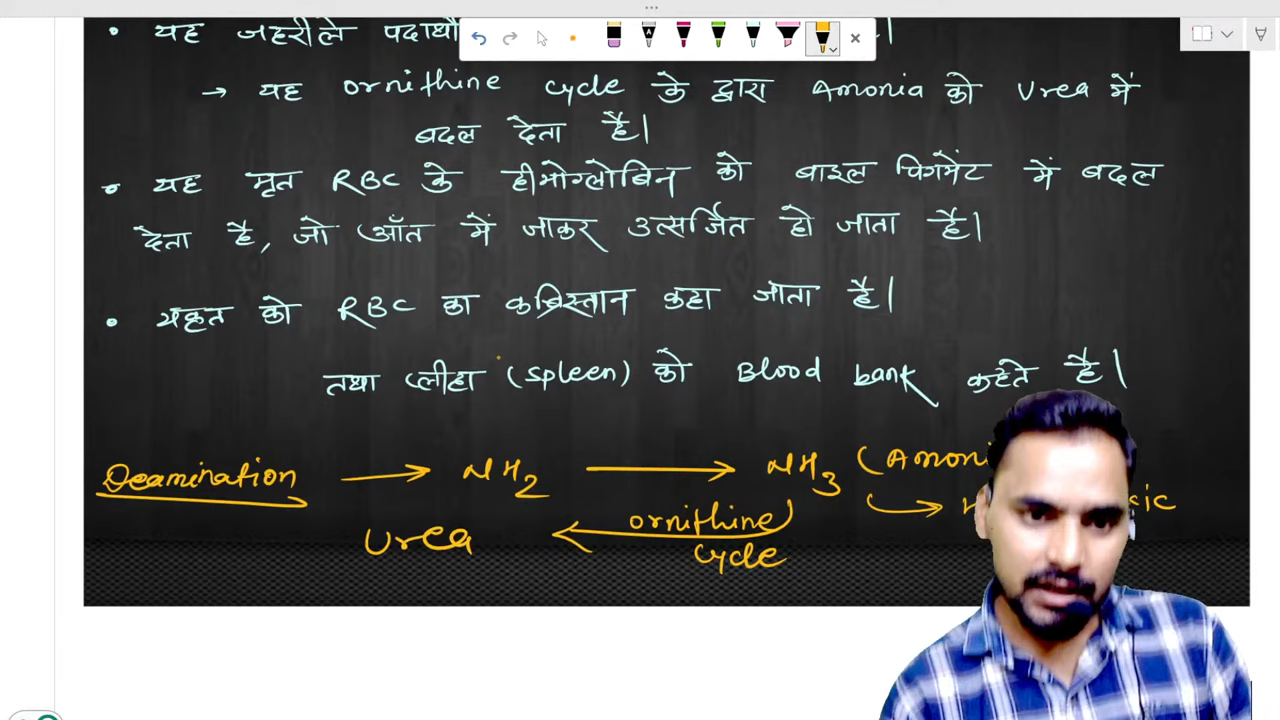 • यह जहरीले पदार्थो
→ यह ornithine cycle के द्वारा Amonia को Urea में
बदल देता है।
• यह मृत RBC के हीमोग्लोबिन को बाइल पिगमेंट में बदल
देता है, जो आँत में जाकर उत्सर्जित हो जाता है।
• यकृत को RBC का कब्रिस्तान कहा जाता है।
तथा प्लीहा (spleen) को Blood bank कहते है।
Deamination → NH2 → NH3 (Amoni
Urea ← ornithine
cycle